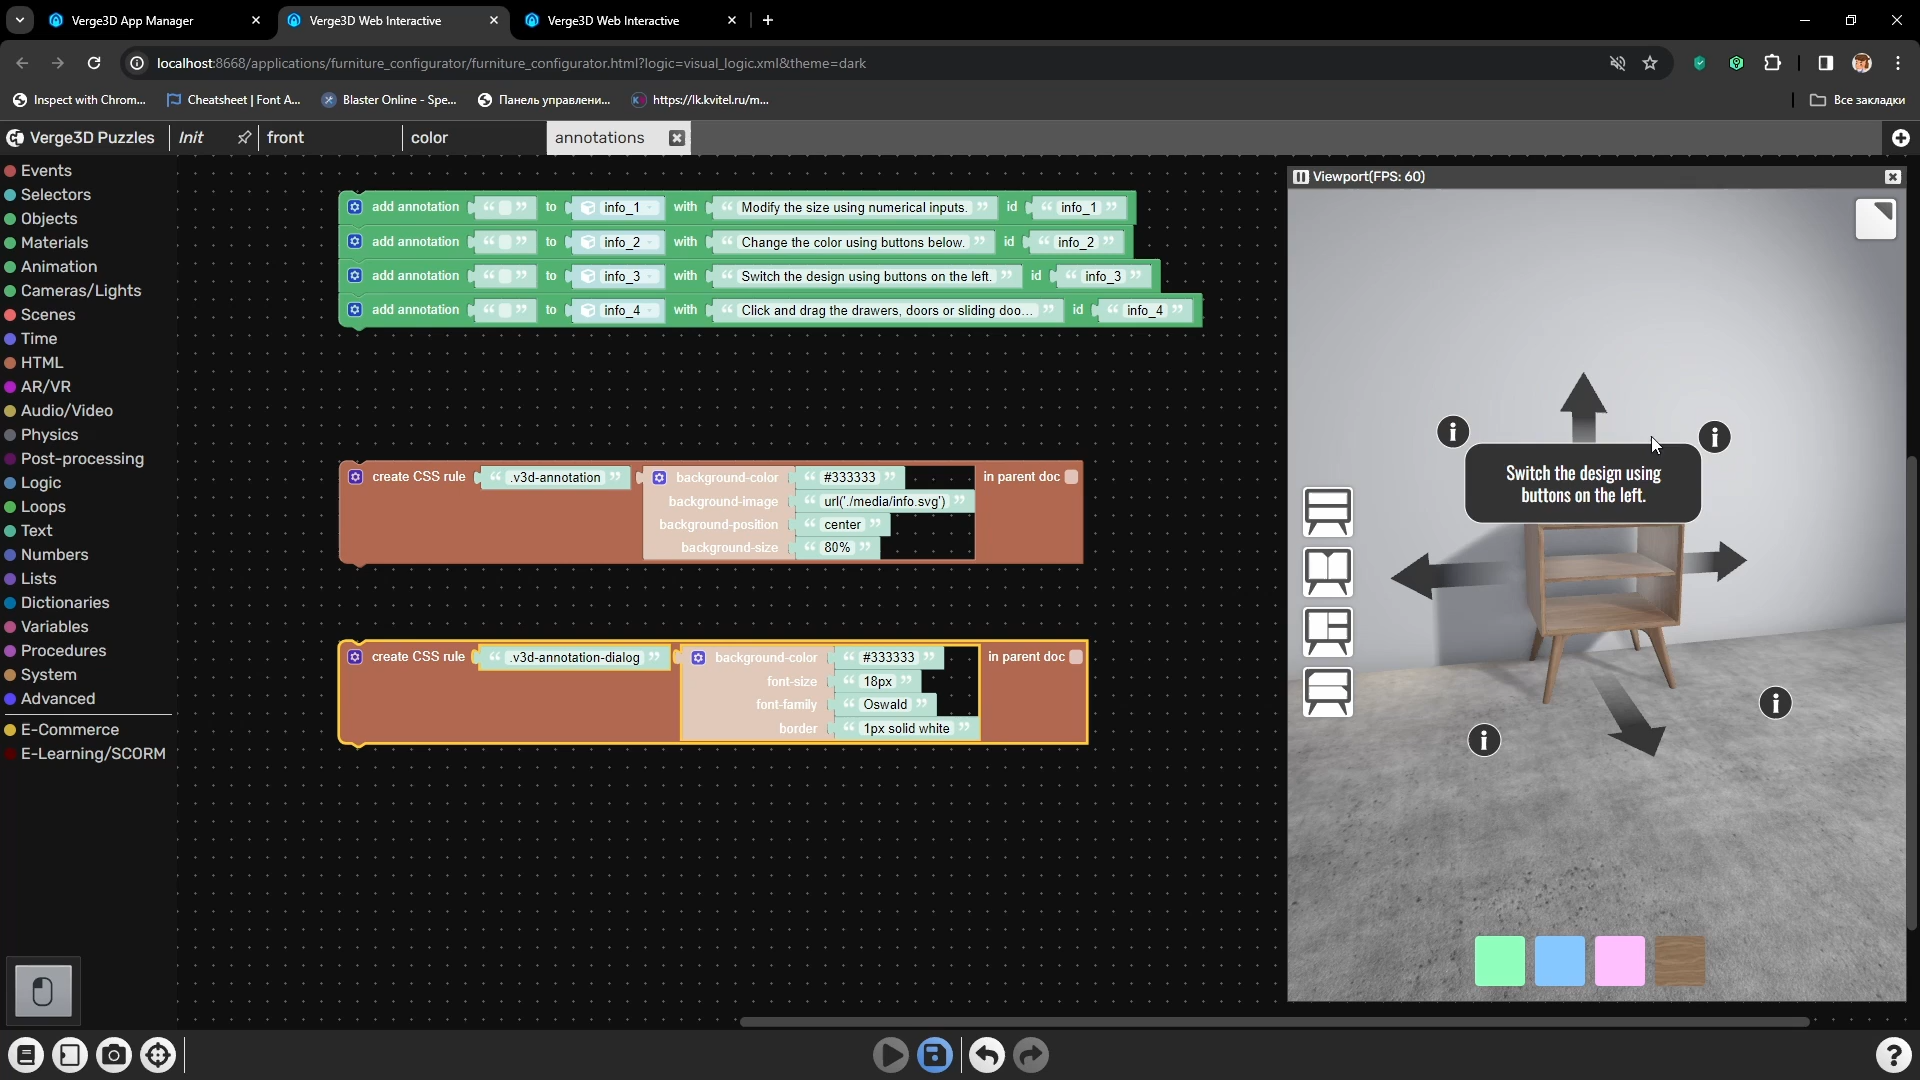 Verge3D App Manager
Verge3D Web Interactive
Verge3D Web Interactive
localhost:8668/applications/furniture_configurator/furniture_configurator.html?logic=visual_logic.xml&theme=dark
Inspect with Chrom...
Cheatsheet | Font A...
Blaster Online - Spe...
Панель управлени...
https://lk.kvitel.ru/m...
Все закладки
Verge3D Puzzles
Init
front
color
annotations
Events
Selectors
Objects
Materials
Animation
Cameras/Lights
Scenes
Time
HTML
AR/VR
Audio/Video
Physics
Post-processing
Logic
Loops
Text
Numbers
Lists
Dictionaries
Variables
Procedures
System
Advanced
E-Commerce
E-Learning/SCORM
add annotation “ ” to info_1 with “ Modify the size using numerical inputs. ” id “ info_1 ”
add annotation “ ” to info_2 with “ Change the color using buttons below. ” id “ info_2 ”
add annotation “ ” to info_3 with “ Switch the design using buttons on the left. ” id “ info_3 ”
add annotation “ ” to info_4 with “ Click and drag the drawers, doors or sliding doo... ” id “ info_4 ”
create CSS rule “ .v3d-annotation ” background-color “ #333333 ” in parent doc
background-image “ url('./media/info.svg') ”
background-position “ center ”
background-size “ 80% ”
create CSS rule “ .v3d-annotation-dialog ” background-color “ #333333 ” in parent doc
font-size “ 18px ”
font-family “ Oswald ”
border “ 1px solid white ”
Viewport(FPS: 60)
i
i
Switch the design using
buttons on the left.
i
i
?